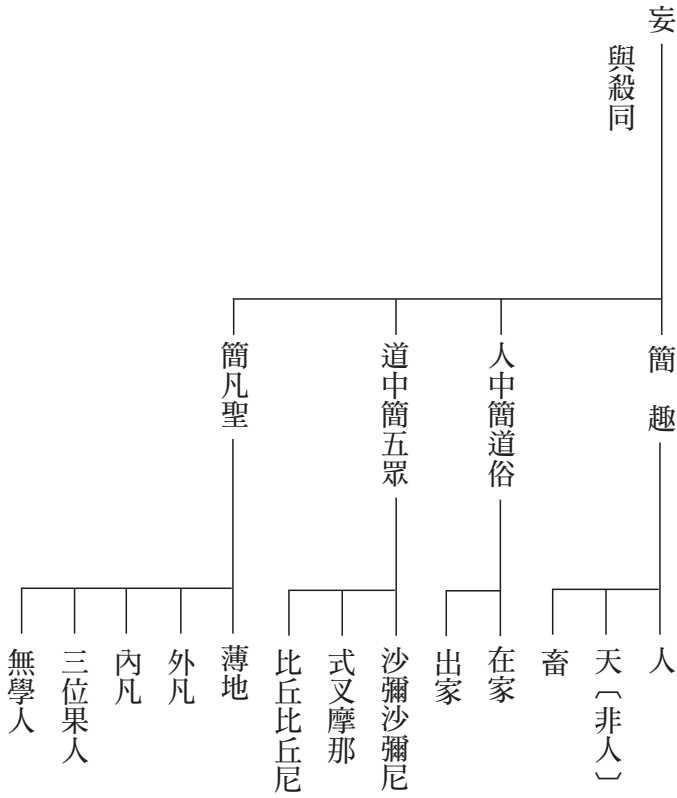 妄
與殺同
簡　趣
人中簡道俗
道中簡五眾
簡凡聖
人
天〔非人〕
畜
在家
出家
沙彌沙彌尼
式叉摩那
比丘比丘尼
薄地
外凡
內凡
三位果人
無學人